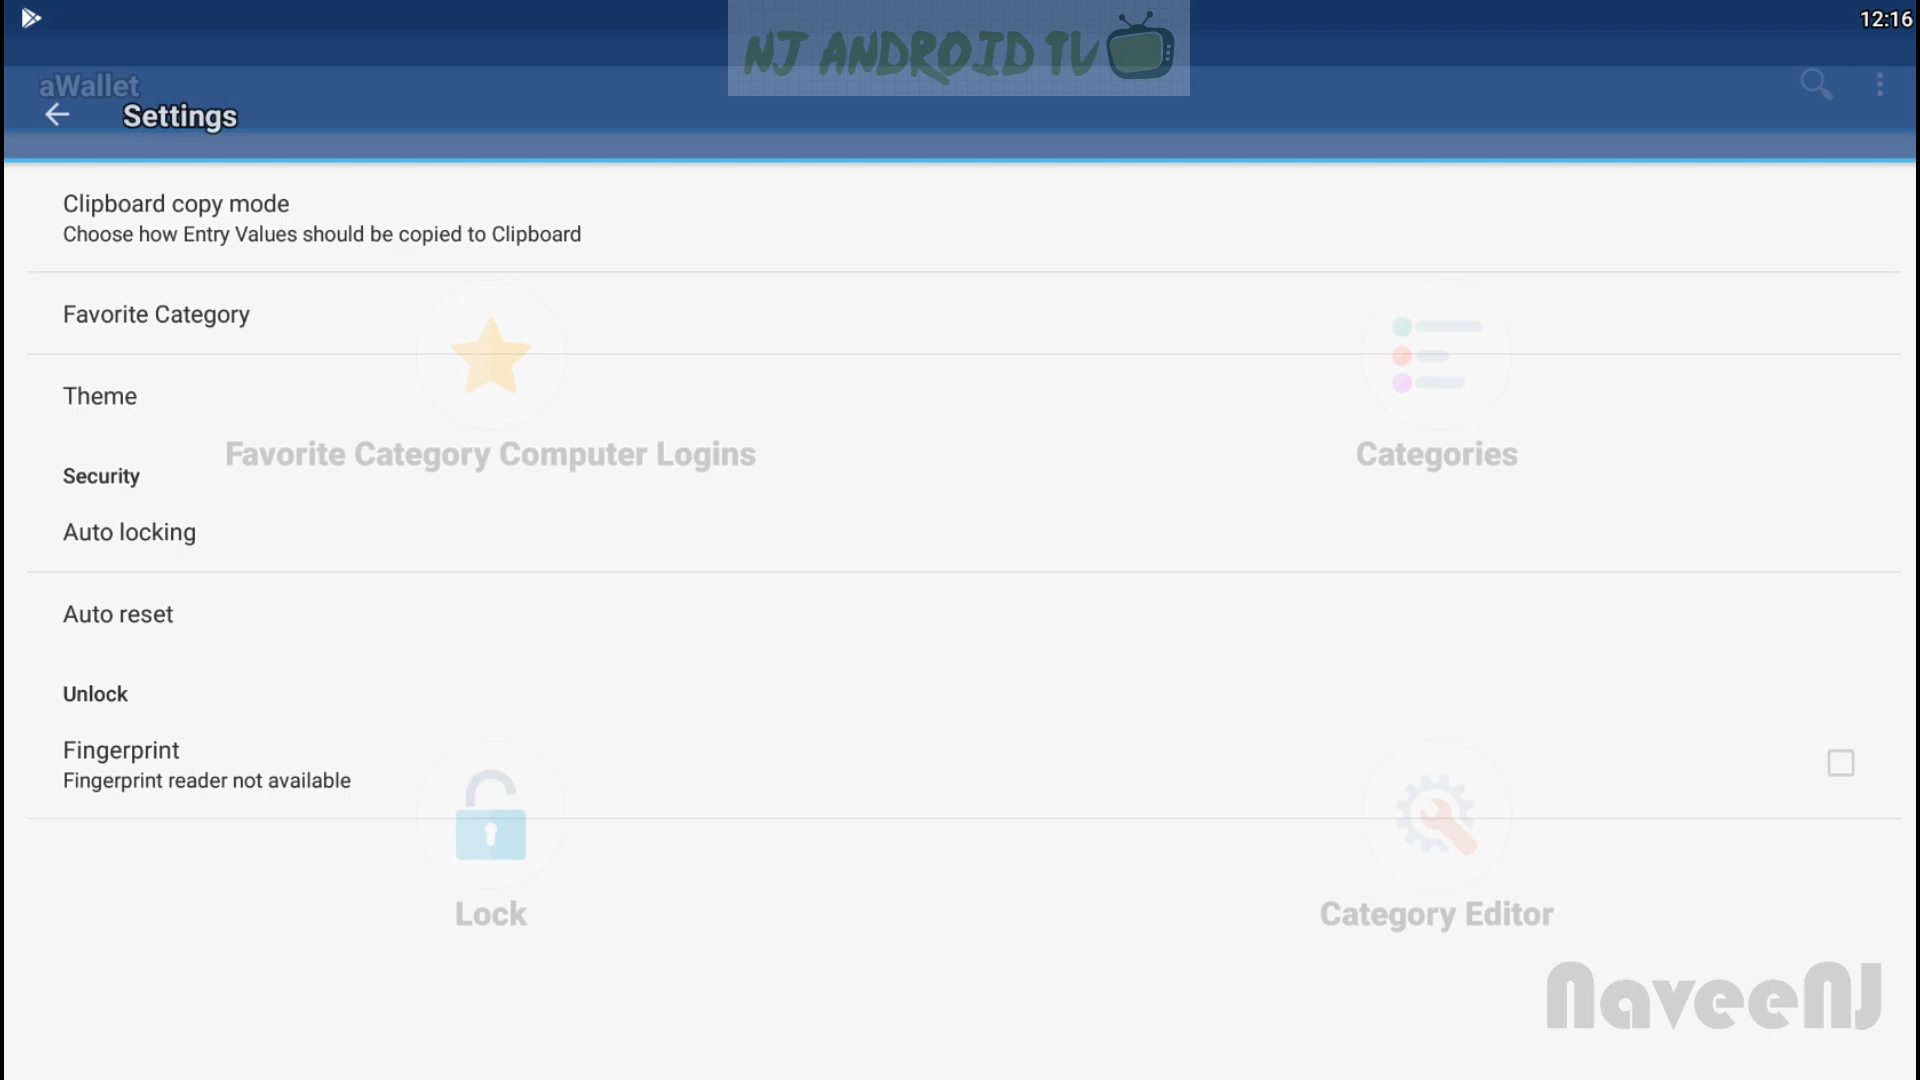 NJ ANDROID TV
12:16
aWallet
Settings
Clipboard copy mode
Choose how Entry Values should be copied to Clipboard
Favorite Category
Theme
Favorite Category Computer Logins
Categories
Security
Auto locking
Auto reset
Unlock
Fingerprint
Fingerprint reader not available
Lock
Category Editor
NaveeNJ